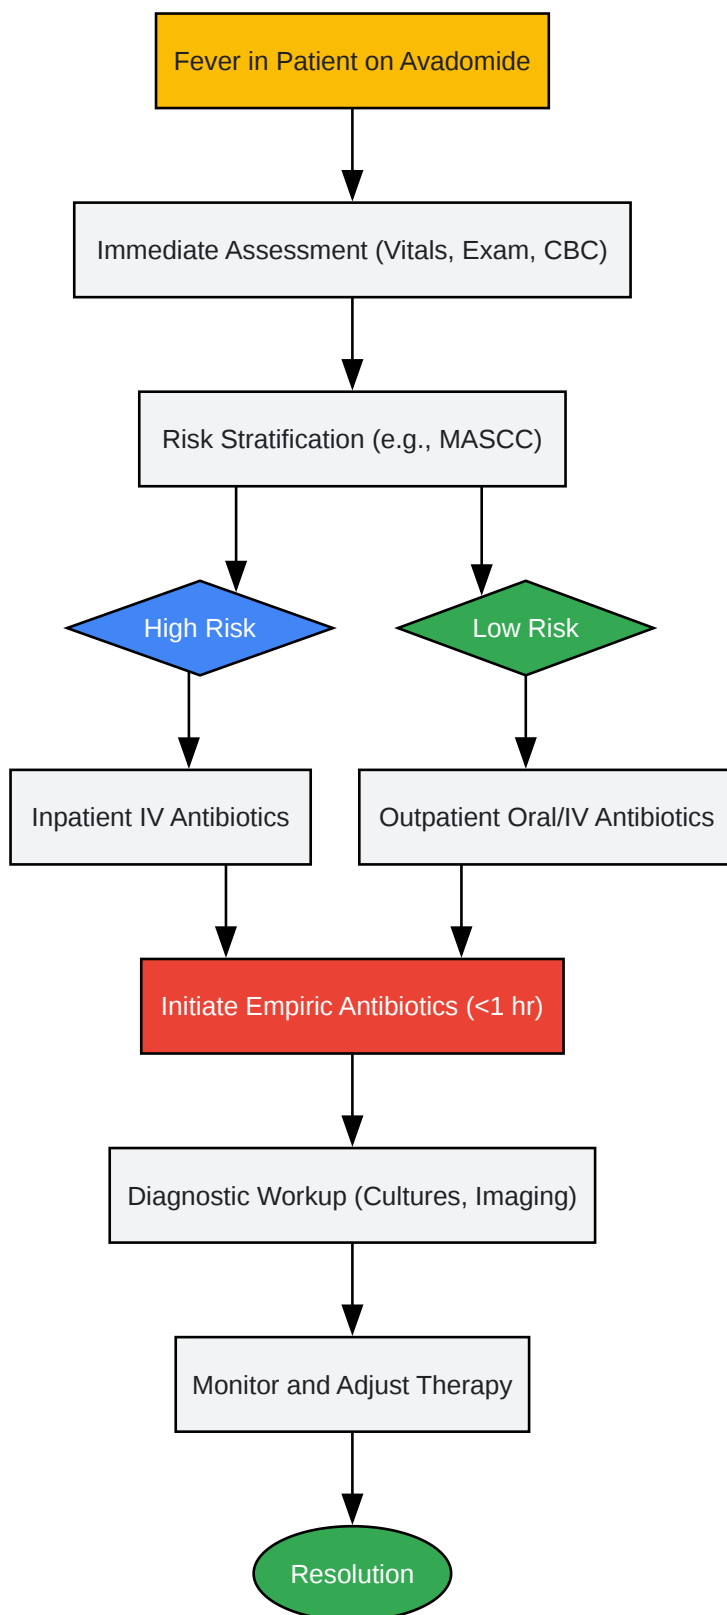 Fever in Patient on Avadomide
Immediate Assessment (Vitals, Exam, CBC)
Risk Stratification (e.g., MASCC)
High Risk
Low Risk
Inpatient IV Antibiotics
Outpatient Oral/IV Antibiotics
Initiate Empiric Antibiotics (<1 hr)
Diagnostic Workup (Cultures, Imaging)
Monitor and Adjust Therapy
Resolution